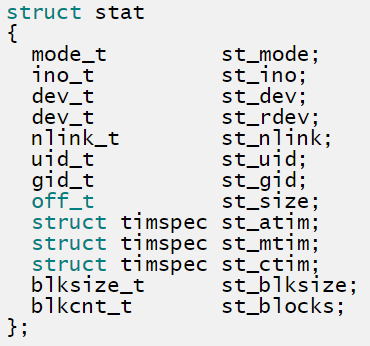 struct stat
{
  mode_t         st_mode;
  ino_t          st_ino;
  dev_t          st_dev;
  dev_t          st_rdev;
  nlink_t        st_nlink;
  uid_t          st_uid;
  gid_t          st_gid;
  off_t          st_size;
  struct timspec st_atim;
  struct timspec st_mtim;
  struct timspec st_ctim;
  blksize_t      st_blksize;
  blkcnt_t       st_blocks;
};